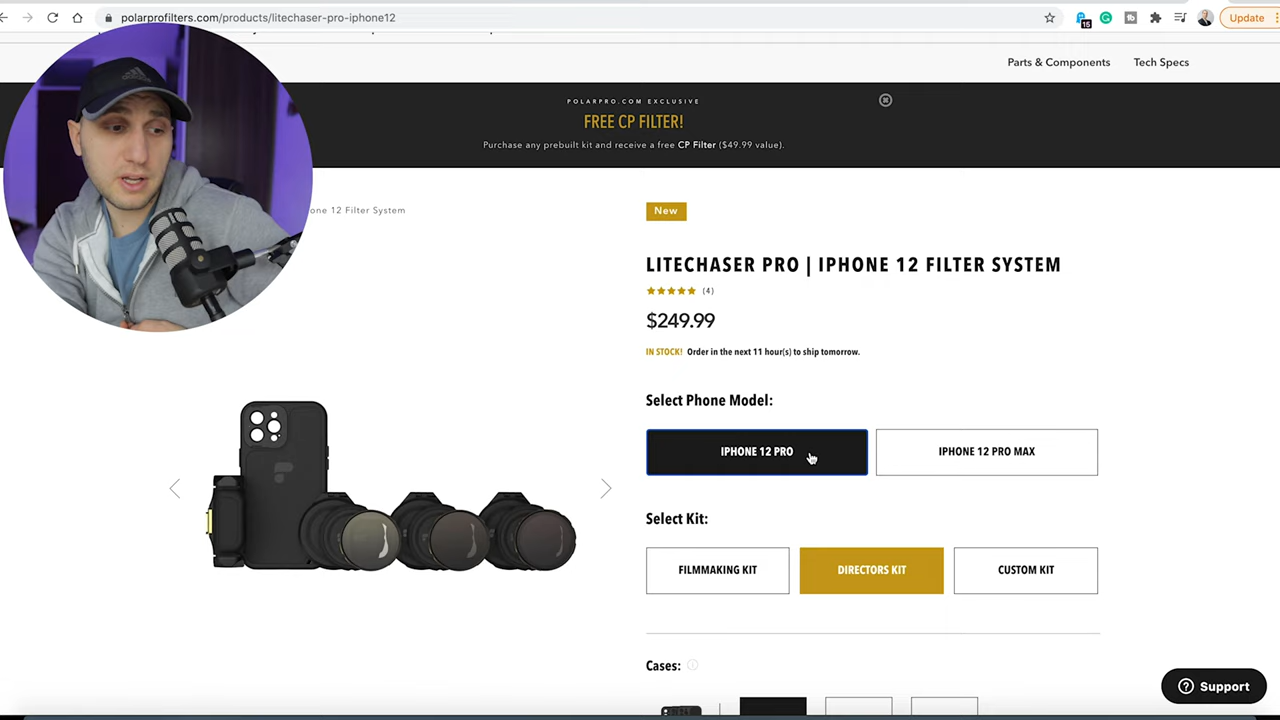 polarprofilters.com/products/litechaser-pro-iphone12
15
Update
Parts & Components
Tech Specs
POLARPRO.COM EXCLUSIVE
FREE CP FILTER!
Purchase any prebuilt kit and receive a free CP Filter ($49.99 value).
one 12 Filter System
New
LITECHASER PRO | IPHONE 12 FILTER SYSTEM
(4)
$249.99
IN STOCK! Order in the next 11 hour(s) to ship tomorrow.
Select Phone Model:
IPHONE 12 PRO
IPHONE 12 PRO MAX
Select Kit:
FILMMAKING KIT
DIRECTORS KIT
CUSTOM KIT
Cases:
Support